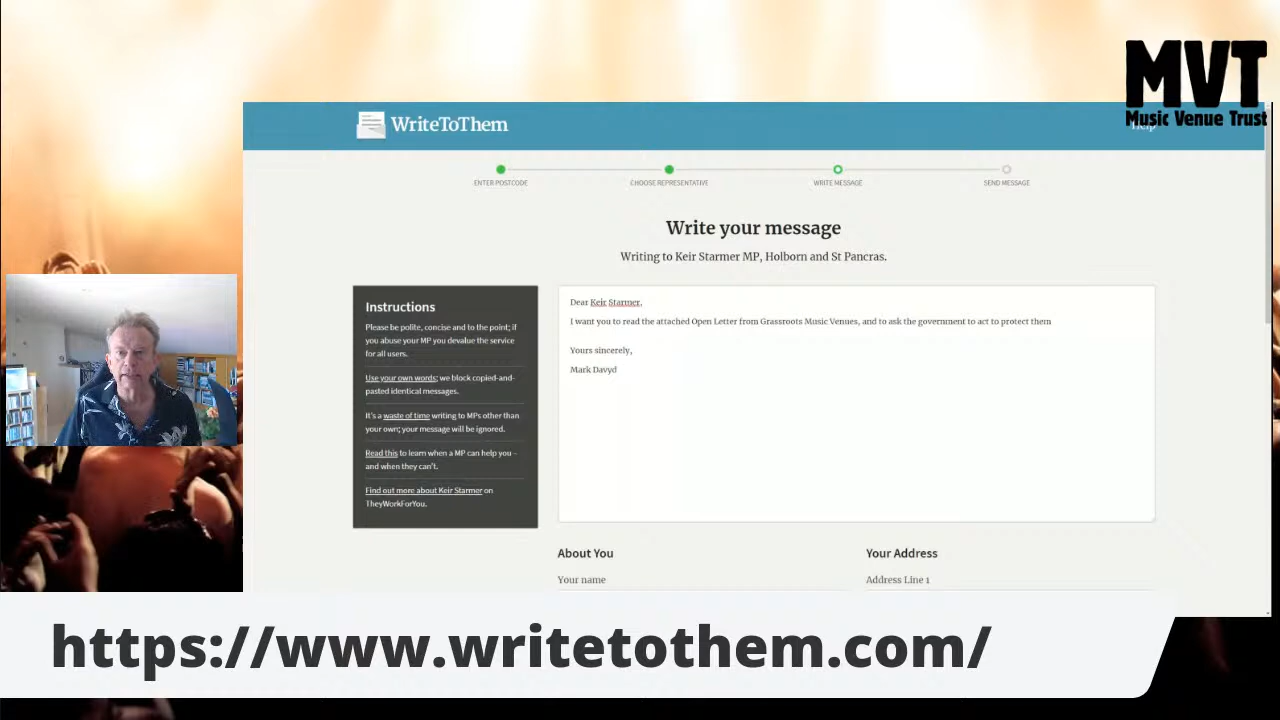 MVT
Music Venue Trust
WriteToThem
Help
ENTER POSTCODE
CHOOSE REPRESENTATIVE
WRITE MESSAGE
SEND MESSAGE
Write your message
Writing to Keir Starmer MP, Holborn and St Pancras.
Instructions
Please be polite, concise and to the point; if
you abuse your MP you devalue the service
for all users.
Use your own words; we block copied-and-
pasted identical messages.
It's a waste of time writing to MPs other than
your own; your message will be ignored.
Read this to learn when a MP can help you –
and when they can't.
Find out more about Keir Starmer on
TheyWorkForYou.
Dear Keir Starmer,
I want you to read the attached Open Letter from Grassroots Music Venues, and to ask the government to act to protect them
Yours sincerely,
Mark Davyd
About You
Your name
Your Address
Address Line 1
https://www.writetothem.com/